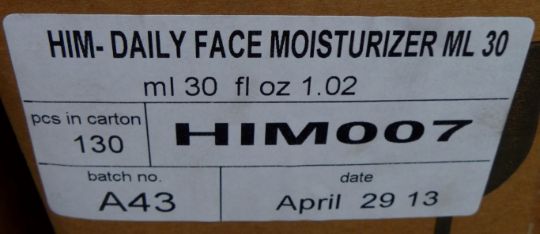 HIM- DAILY FACE MOISTURIZER ML 30
ml 30 fl oz 1.02
pcs in carton
130
HIM007
batch no.
A43
date
April 29 13